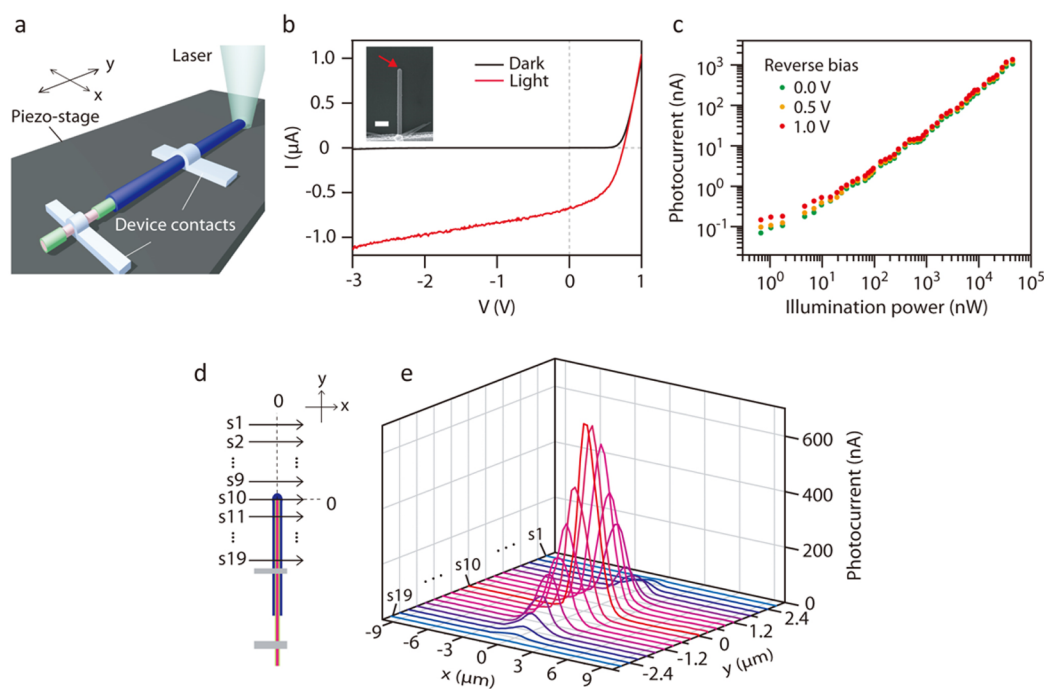 a
Laser
y
x
Piezo-stage
Device contacts
b
1.0
0.5
0
-0.5
-1.0
I (µA)
Dark
Light
-3
-2
-1
0
1
V (V)
c
Photocurrent (nA)
10³
10²
10¹
10⁰
10⁻¹
Reverse bias
0.0 V
0.5 V
1.0 V
10⁰
10¹
10²
10³
10⁴
10⁵
Illumination power (nW)
d
y
x
0
s1
s2
⋮ ⋮
s9
s10
0
s11
⋮ ⋮
s19
e
s19
...
s10
...
s1
-9
-6
-3
0
3
6
9
x (µm)
-2.4
-1.2
0
1.2
2.4
y (µm)
0
200
400
600
Photocurrent (nA)